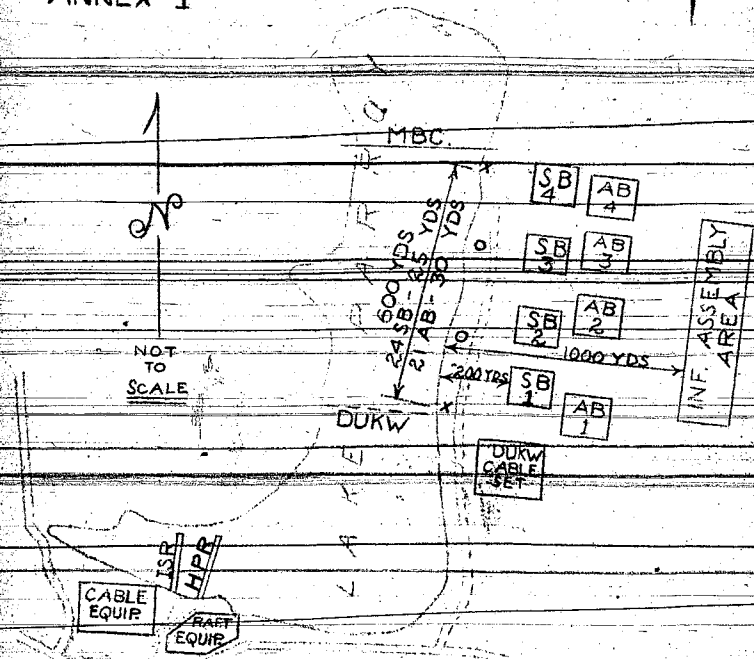 ANNEX 1
MBC.
N
NOT
TO
SCALE
600 YDS
24 SB - 25 YDS
21 AB - 30 YDS
SB
4
AB
4
SB
3
AB
3
SB
2
AB
2
SB
1
AB
1
1000 YDS
200 YDS
INF. ASSEMBLY
AREA
DUKW
DUKW
CABLE
SET
LAKE
ISR
HPR
CABLE
EQUIP.
RAFT
EQUIP.